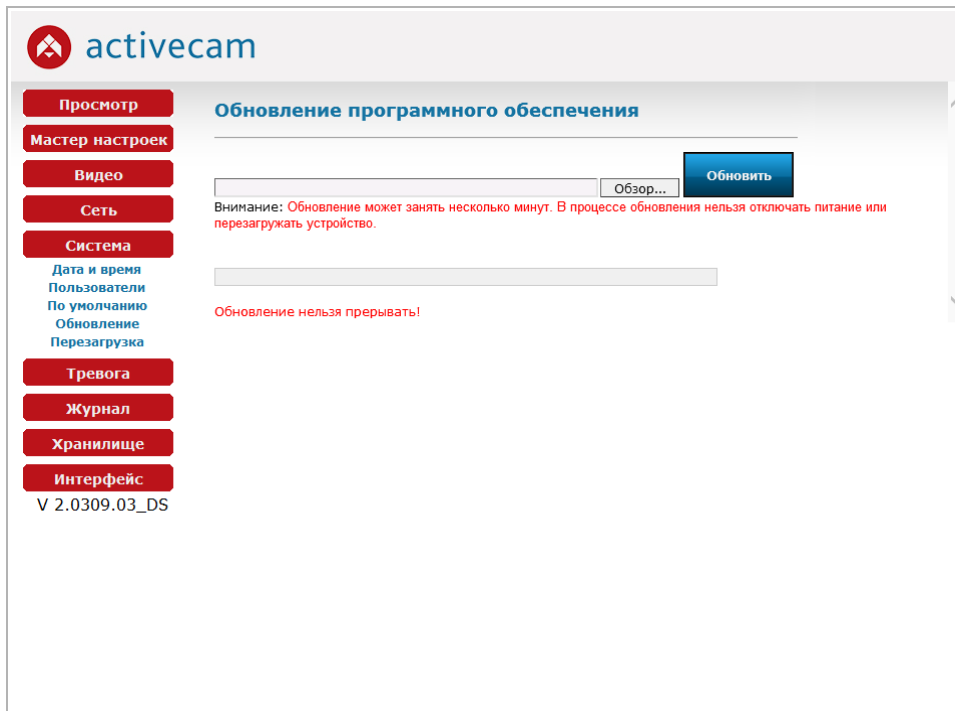 activecam
Просмотр
Мастер настроек
Видео
Сеть
Система
Дата и время
Пользователи
По умолчанию
Обновление
Перезагрузка
Тревога
Журнал
Хранилище
Интерфейс
V 2.0309.03_DS
Обновление программного обеспечения
Обзор...
Обновить
Внимание: Обновление может занять несколько минут. В процессе обновления нельзя отключать питание или
перезагружать устройство.
Обновление нельзя прерывать!